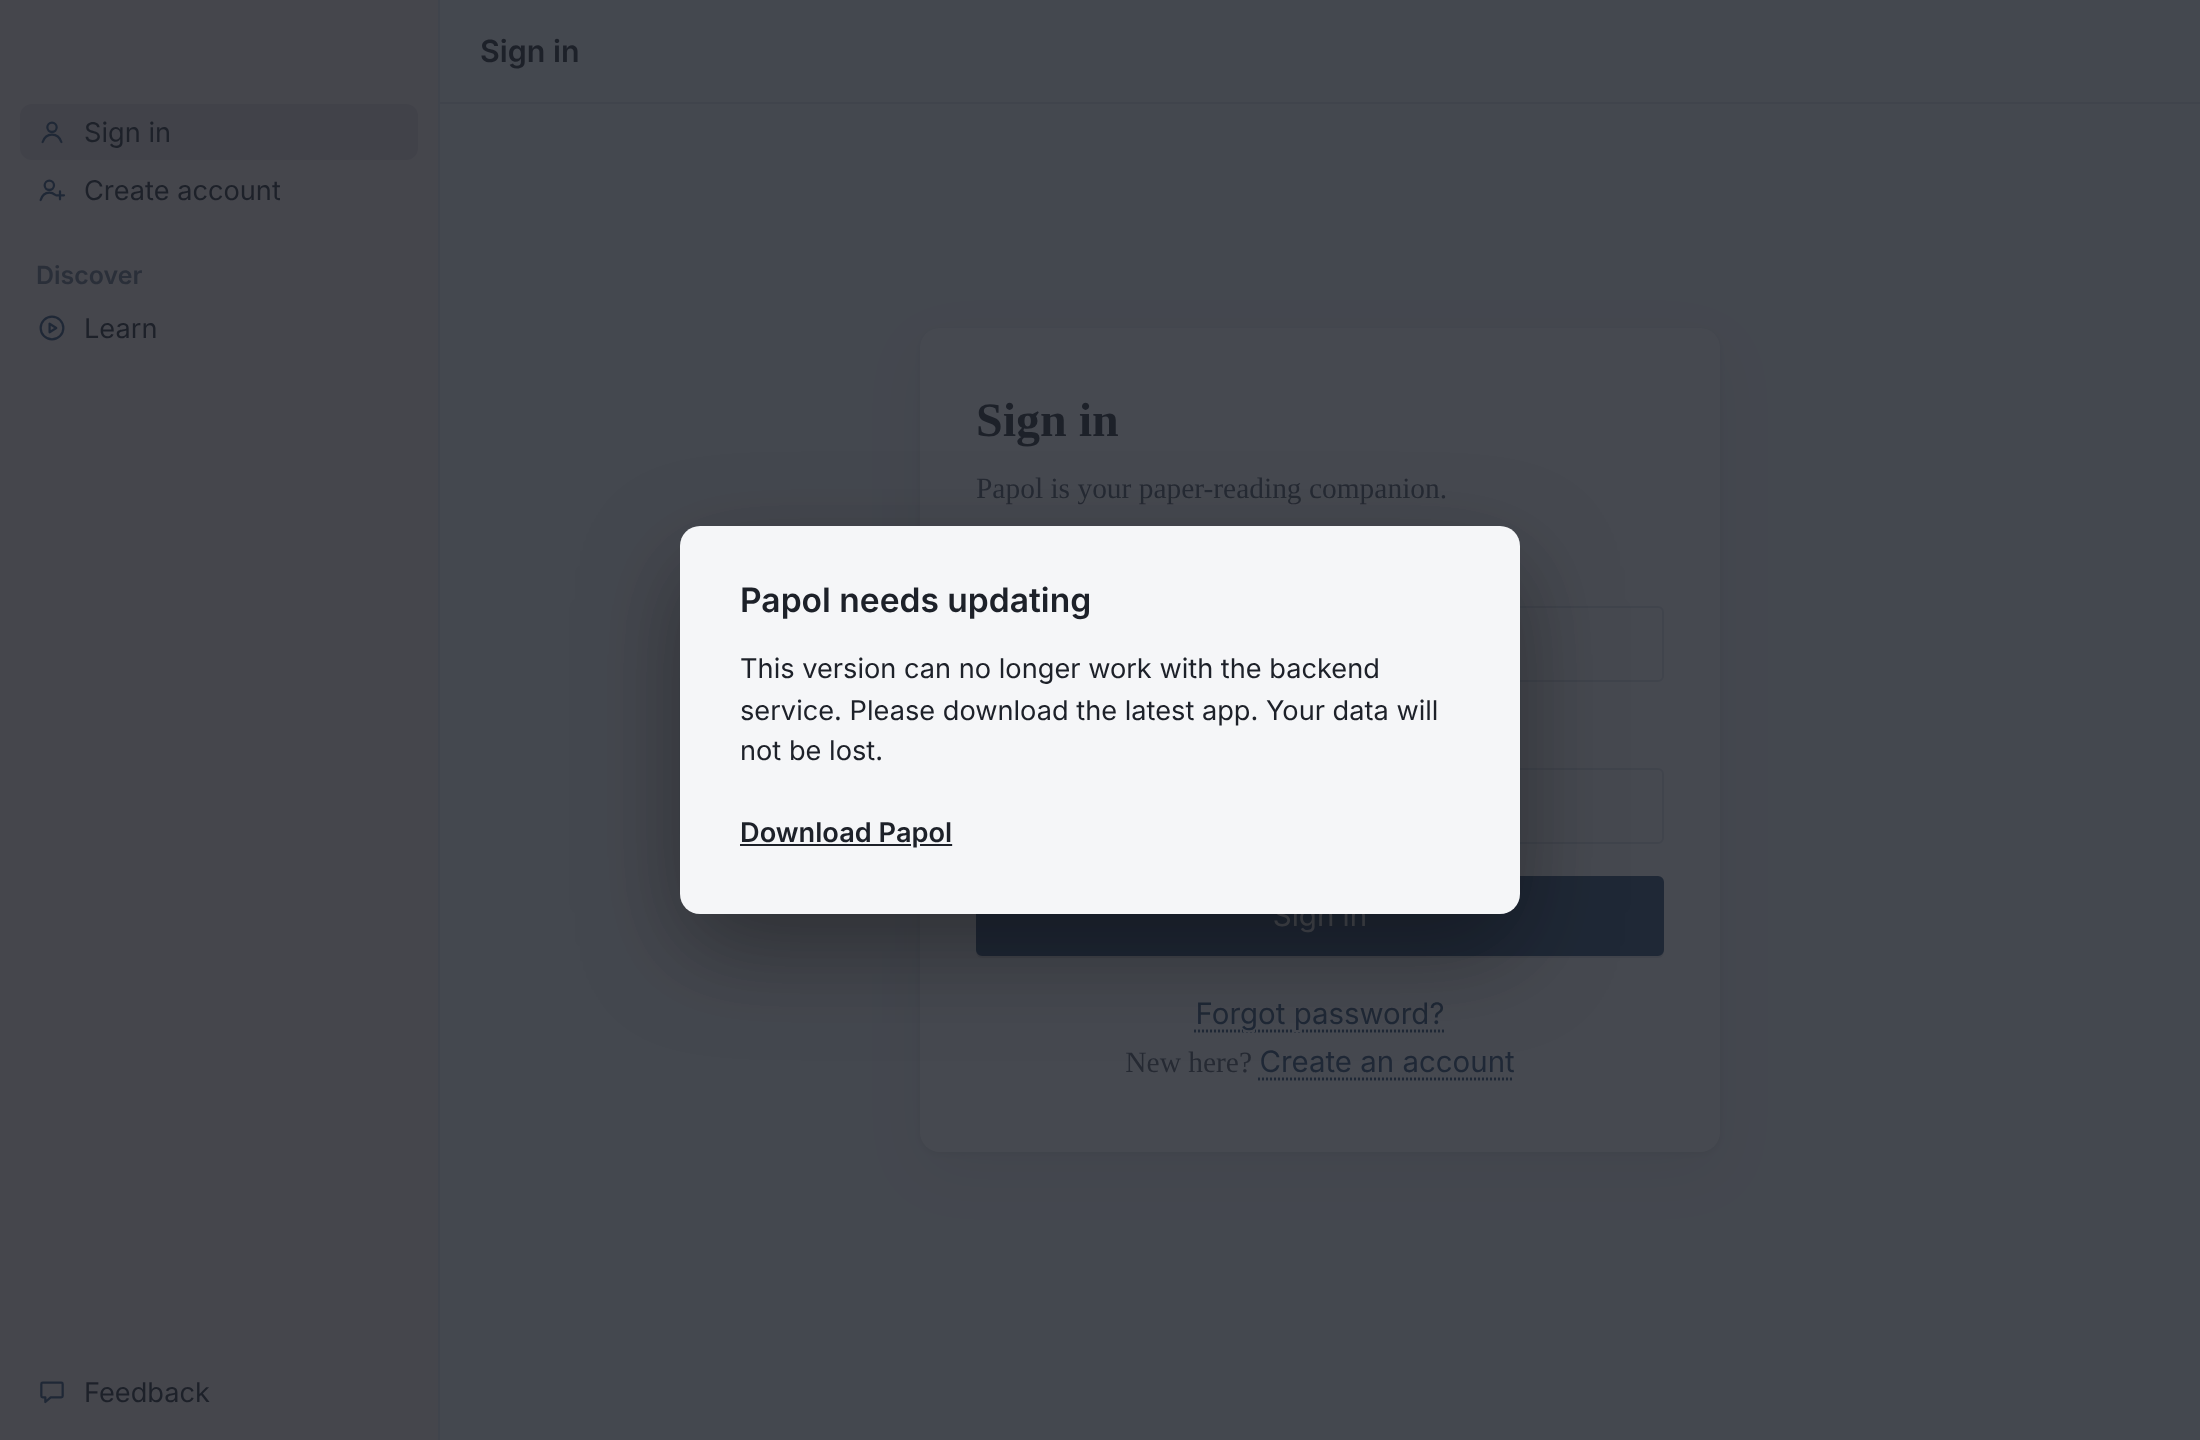 Sign in
Sign in
Create account
Discover
Learn
Sign in
Papol is your paper-reading companion.
Papol needs updating
This version can no longer work with the backend
service. Please download the latest app. Your data will
not be lost.
Download Papol
Sign in
Forgot password?
New here? Create an account
Feedback